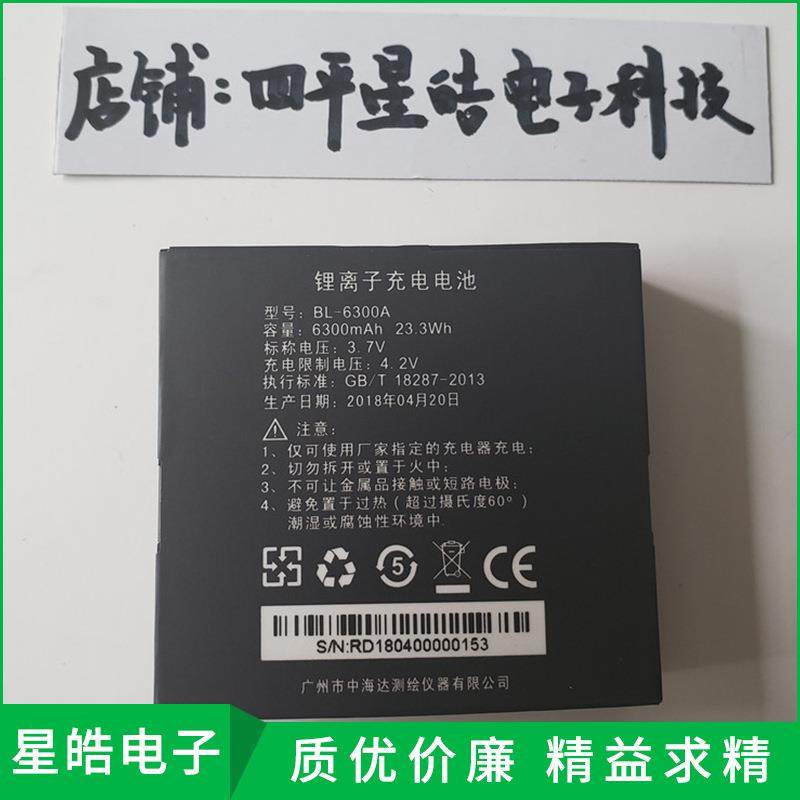 店铺:四平星皓电子科技
锂离子充电电池
型号: BL-6300A
容量: 6300mAh 23.3Wh
标称电压: 3.7V
充电限制电压: 4.2V
执行标准: GB/T 18287-2013
生产日期: 2018年04月20日
注意:
1、仅可使用厂家指定的充电器充电;
2、切勿拆开或置于火中;
3、不可让金属品接触或短路电极;
4、避免置于过热(超过摄氏度60°)
潮湿或腐蚀性环境中.
5
CE
S/N:RD180400000153
广州市中海达测绘仪器有限公司
星皓电子
质优价廉 精益求精